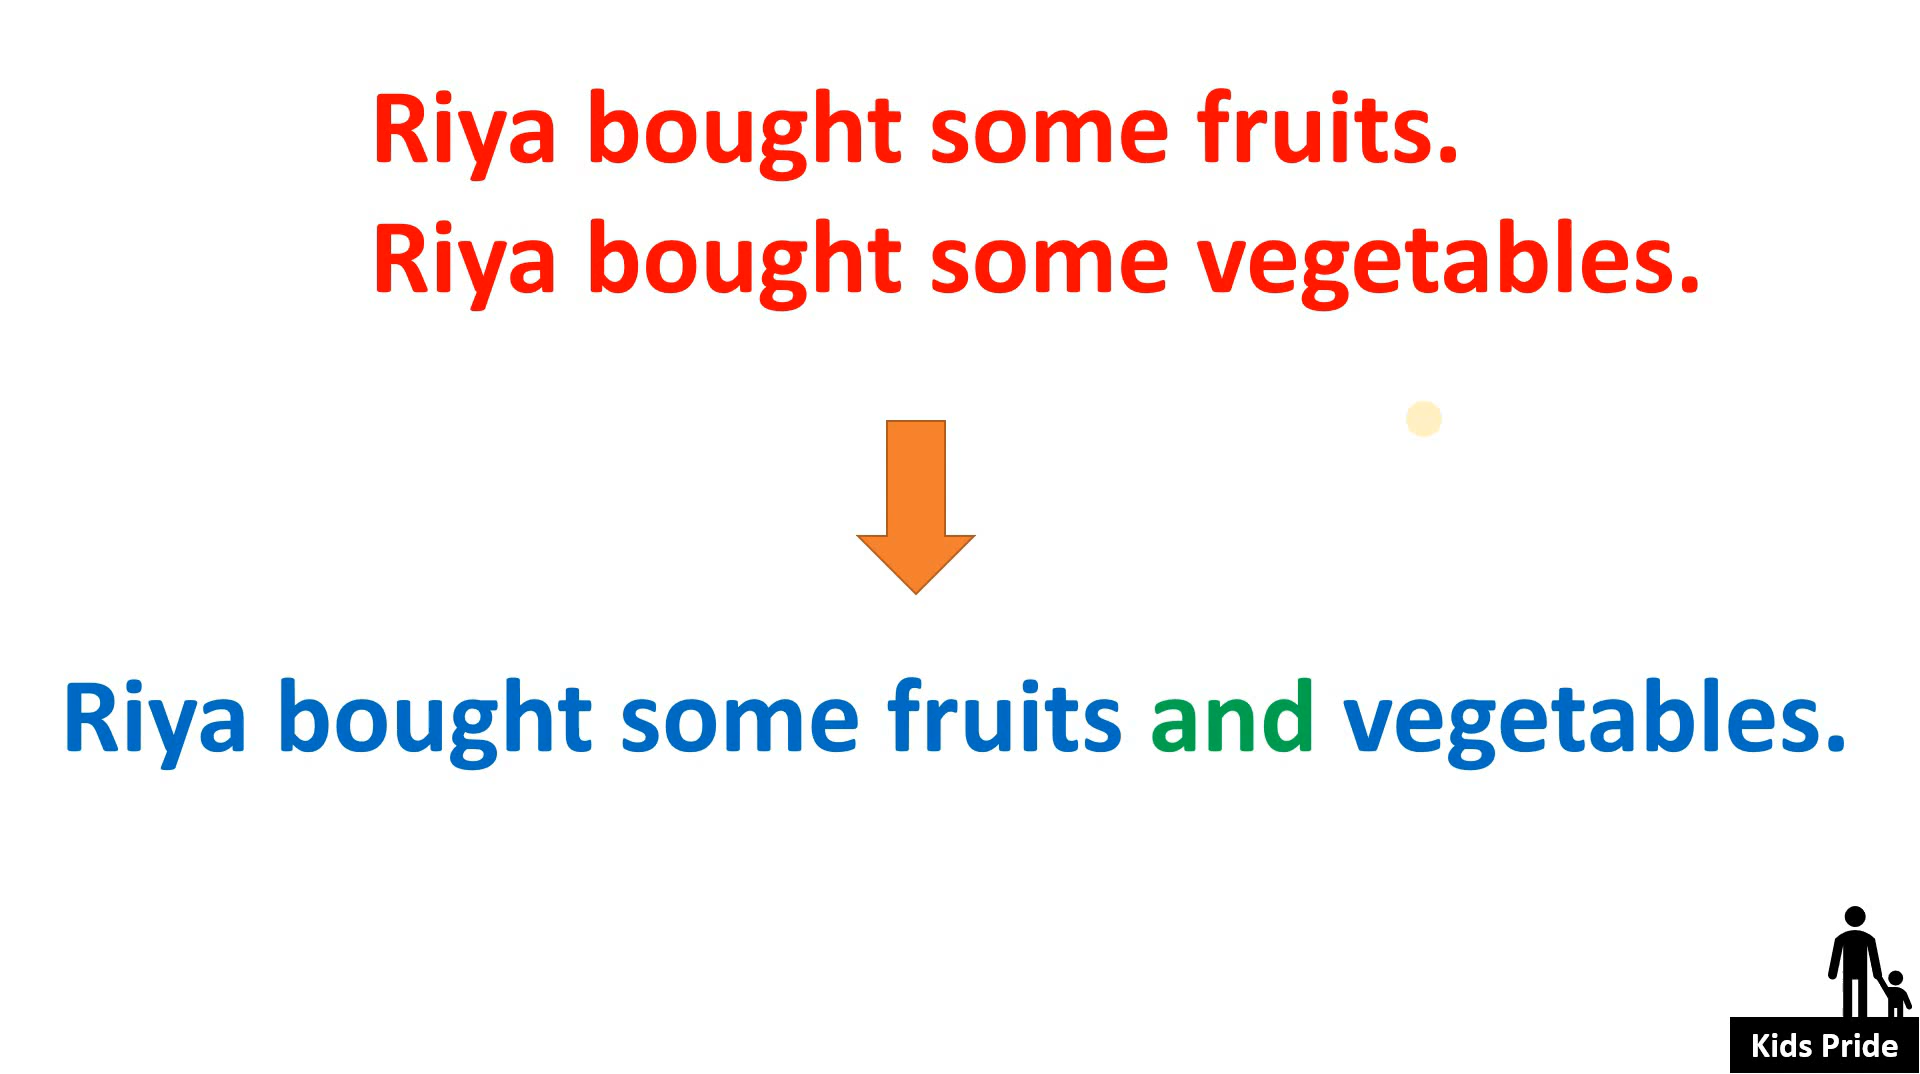 Riya bought some fruits.
Riya bought some vegetables.
Riya bought some fruits and vegetables.
Kids Pride